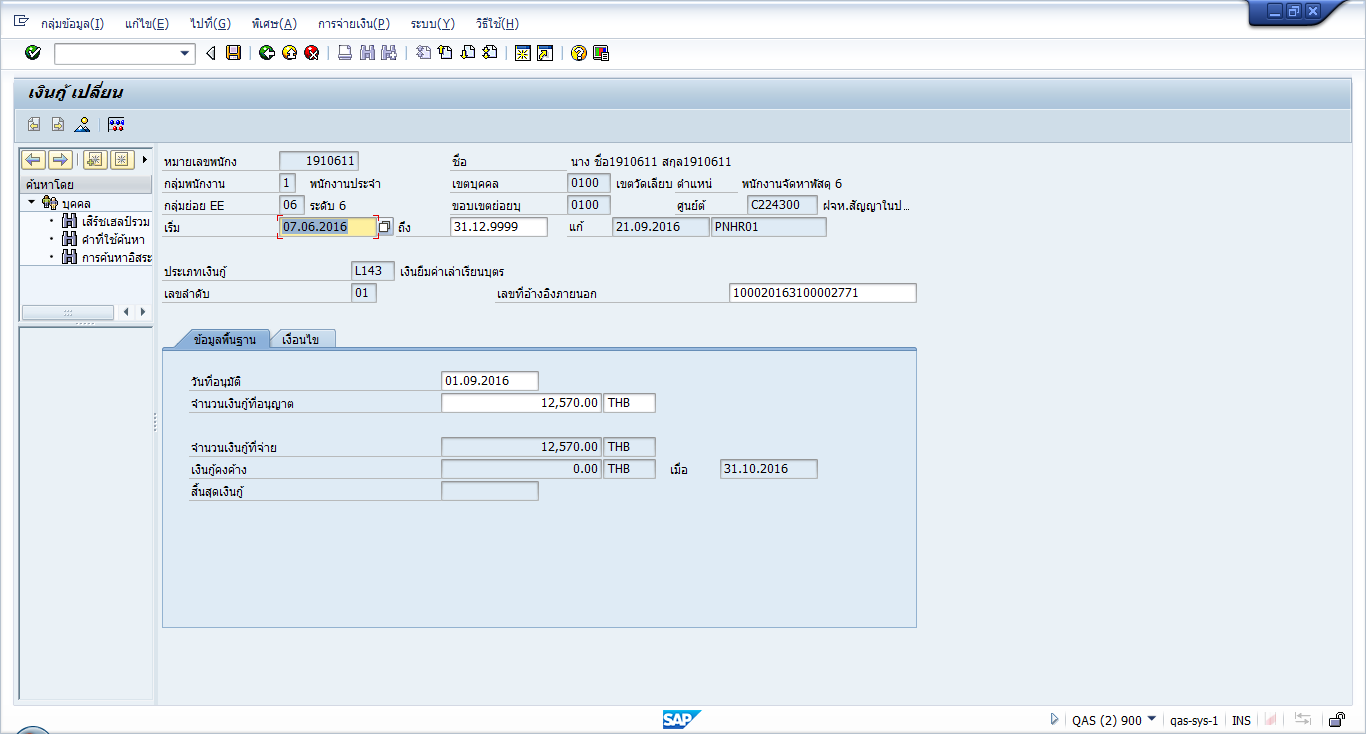 กลุ่มข้อมูล(I) แก้ไข(E) ไปที่(G) พิเศษ(A) การจ่ายเงิน(P) ระบบ(Y) วิธีใช้(H)
เงินกู้ เปลี่ยน
หมายเลขพนักง 1910611 ชื่อ นาง ชื่อ1910611 สกุล1910611
ค้นหาโดย
กลุ่มพนักงาน 1 พนักงานประจำ เขตบุคคล 0100 เขตวัดเลียบ ตำแหน่ พนักงานจัดหาพัสดุ 6
บุคคล
กลุ่มย่อย EE 06 ระดับ 6 ขอบเขตย่อยบุ 0100 ศูนย์ต้ C224300 ฝจห.สัญญาในป...
เสิร์ชเฮลป์รวม
เริ่ม 07.06.2016 ถึง 31.12.9999 แก้ 21.09.2016 PNHR01
คำที่ใช้ค้นหา
การค้นหาอิสระ
ประเภทเงินกู้ L143 เงินยืมค่าเล่าเรียนบุตร
เลขลำดับ 01 เลขที่อ้างอิงภายนอก 100020163100002771
ข้อมูลพื้นฐาน เงื่อนไข
วันที่อนุมัติ 01.09.2016
จำนวนเงินกู้ที่อนุญาต 12,570.00 THB
จำนวนเงินกู้ที่จ่าย 12,570.00 THB
เงินกู้คงค้าง 0.00 THB เมื่อ 31.10.2016
สิ้นสุดเงินกู้
SAP QAS (2) 900 qas-sys-1 INS